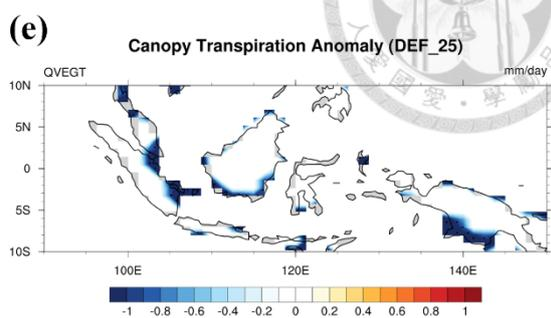 (e)
Canopy Transpiration Anomaly (DEF_25)
QVEGT mm/day
10N
5N
0
5S
10S
100E 120E 140E
-1 -0.8 -0.6 -0.4 -0.2 0 0.2 0.4 0.6 0.8 1